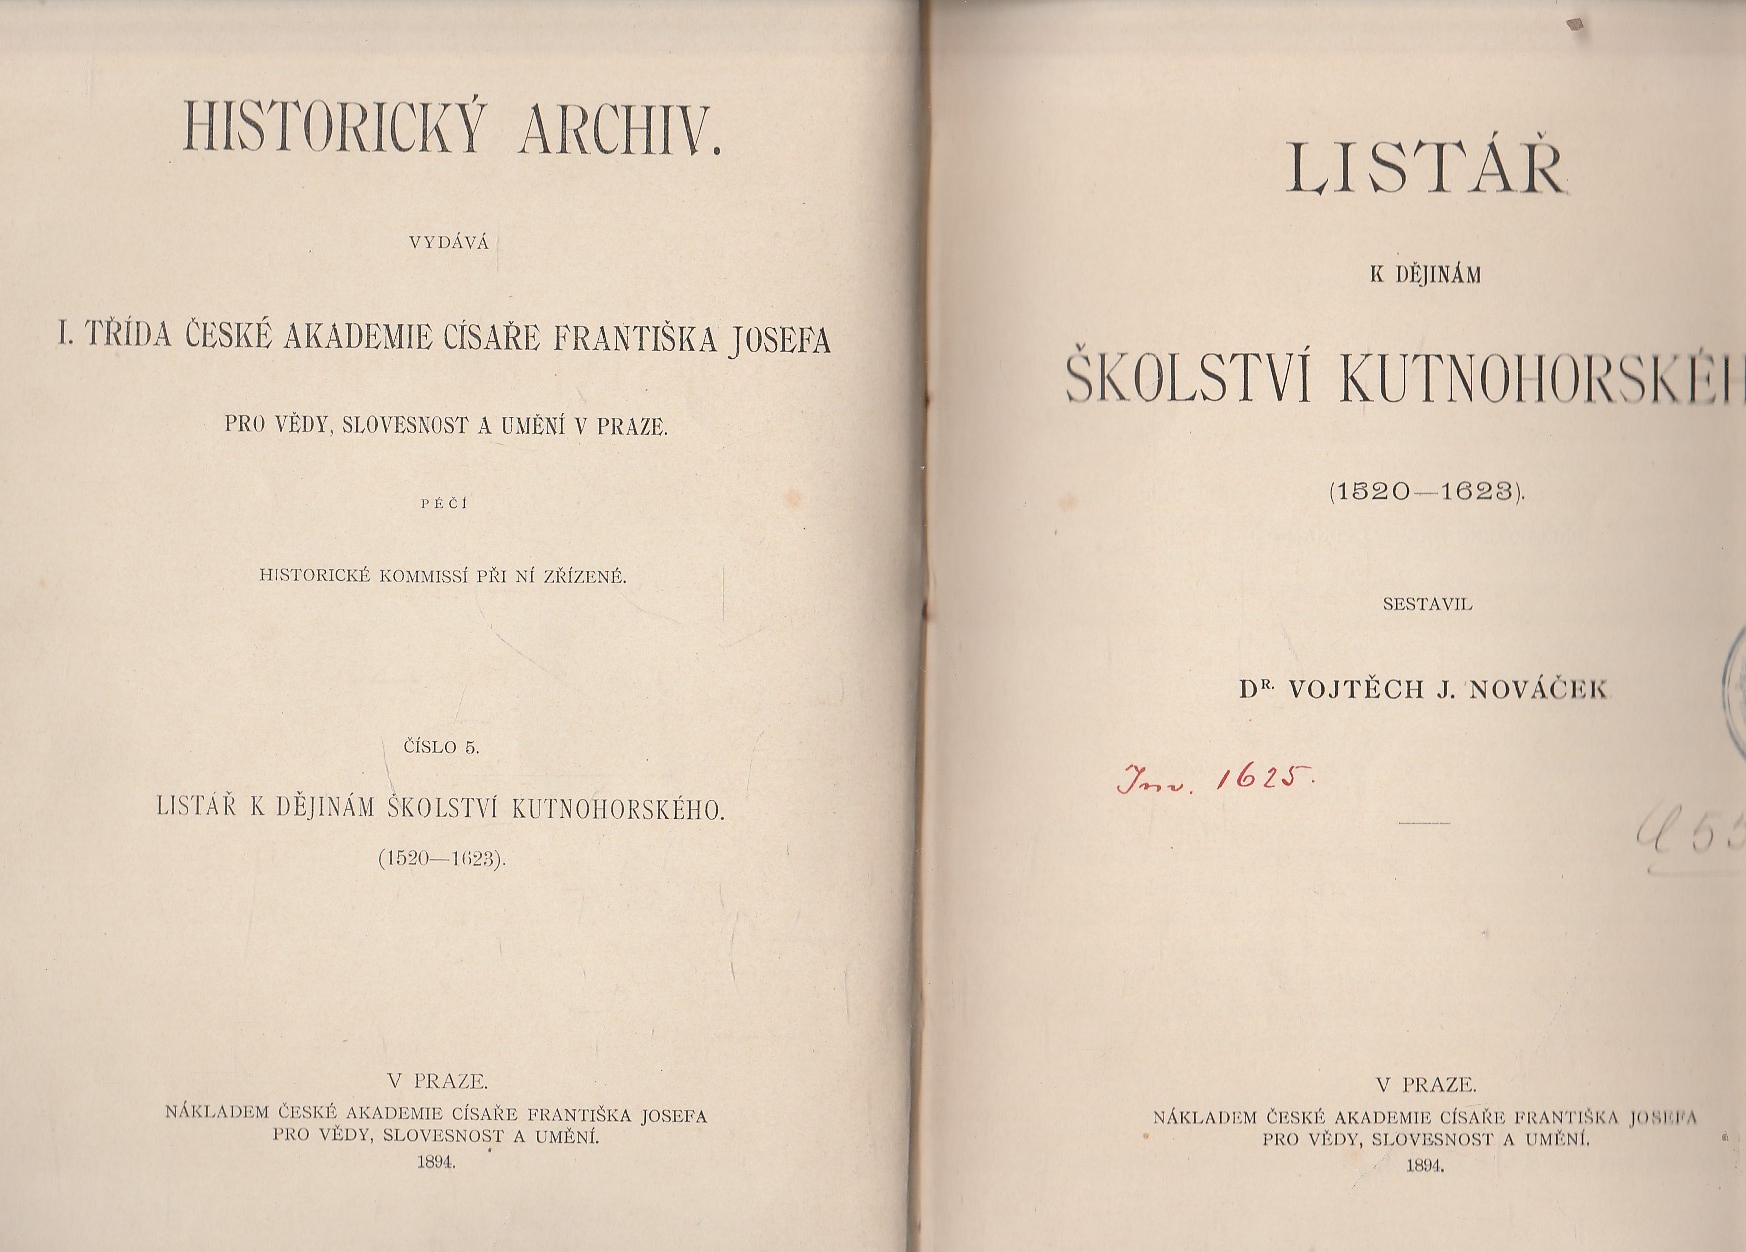 HISTORICKÝ ARCHIV.
VYDÁVÁ
I. TŘÍDA ČESKÉ AKADEMIE CÍSAŘE FRANTIŠKA JOSEFA
PRO VĚDY, SLOVESNOST A UMĚNÍ V PRAZE.
PÉČÍ
HISTORICKÉ KOMMISSÍ PŘI NÍ ZŘÍZENÉ.
ČÍSLO 5.
LISTÁŘ K DĚJINÁM ŠKOLSTVÍ KUTNOHORSKÉHO.
(1520—1623).
V PRAZE.
NÁKLADEM ČESKÉ AKADEMIE CÍSAŘE FRANTIŠKA JOSEFA
PRO VĚDY, SLOVESNOST A UMĚNÍ.
1894.
LISTÁŘ
K DĚJINÁM
ŠKOLSTVÍ KUTNOHORSKÉH
(1520—1623).
SESTAVIL
DR. VOJTĚCH J. NOVÁČEK
Inv. 1625.
V PRAZE.
NÁKLADEM ČESKÉ AKADEMIE CÍSAŘE FRANTIŠKA JOSEFA
PRO VĚDY, SLOVESNOST A UMĚNÍ.
1894.